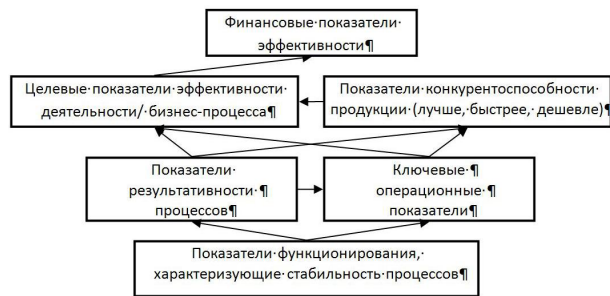 Финансовые показатели
эффективности¶
Целевые показатели эффективности
деятельности/ бизнес-процесса¶
Показатели конкурентоспособности
продукции (лучше, быстрее, дешевле)¶
Показатели
результативности ¶
процессов¶
Ключевые ¶
операционные ¶
показатели¶
Показатели функционирования,
характеризующие стабильность процессов¶